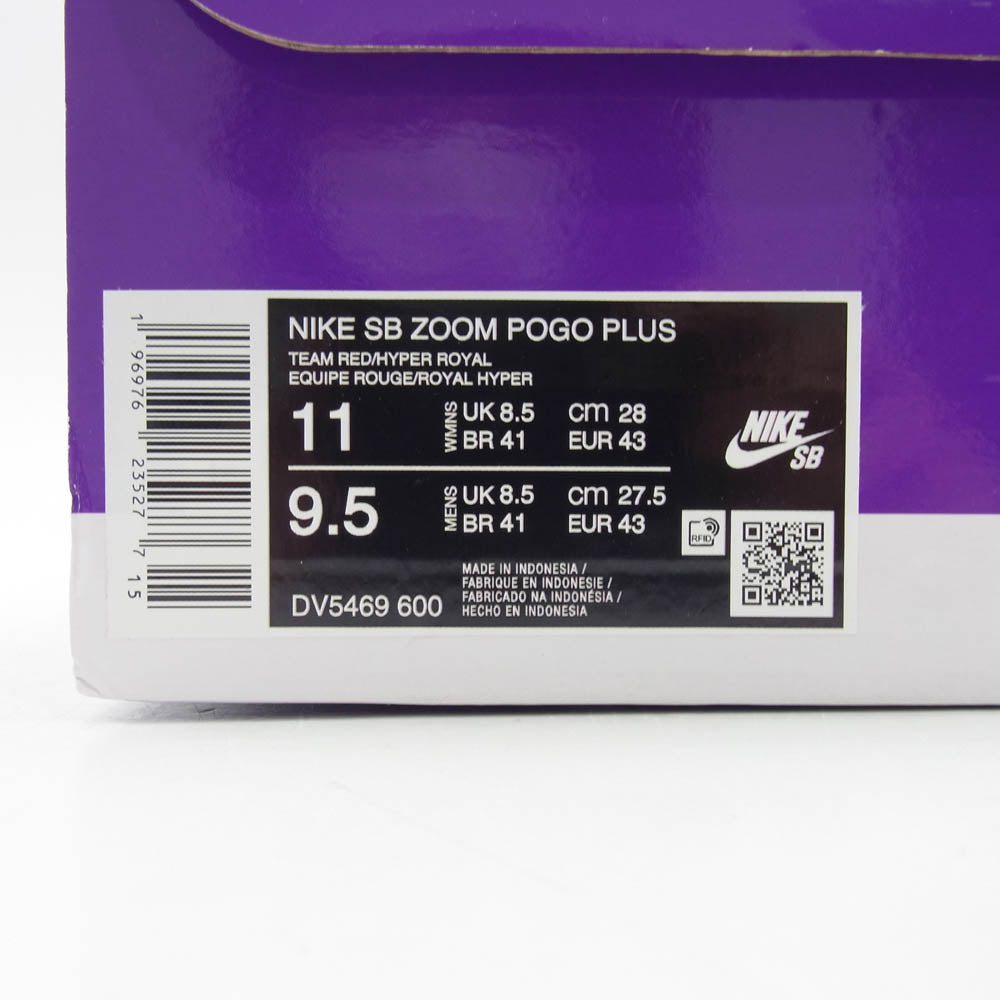 NIKE SB ZOOM POGO PLUS
TEAM RED/HYPER ROYAL
EQUIPE ROUGE/ROYAL HYPER
11 WMNS UK 8.5 cm 28
BR 41 EUR 43
9.5 MENS UK 8.5 cm 27.5
BR 41 EUR 43
DV5469 600
MADE IN INDONESIA /
FABRIQUE EN INDONESIE /
FABRICADO NA INDONÉSIA /
HECHO EN INDONESIA
NIKE
SB
RFID
1 96976 23527 7 15